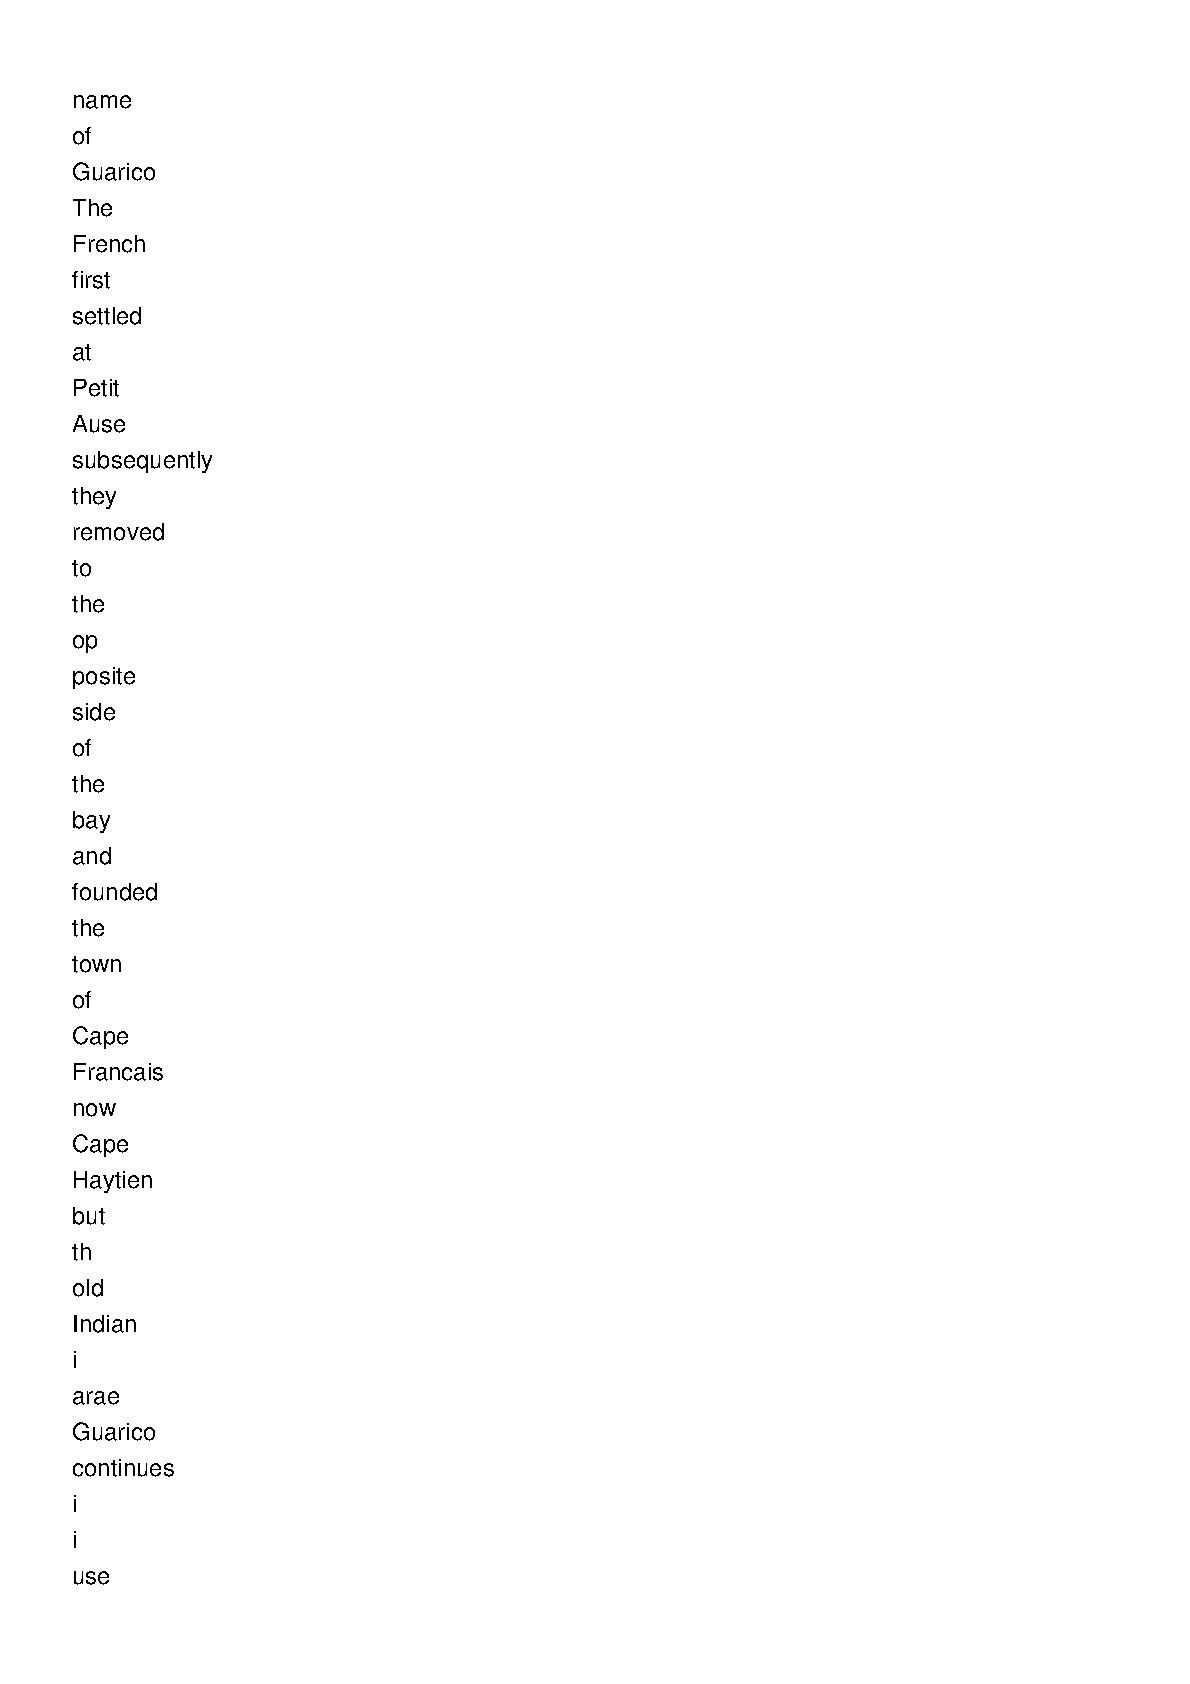 name
of
Guarico
The
French
first
settled
at
Petit
Ause
subsequently
they
removed
to
the
op
posite
side
of
the
bay
and
founded
the
town
of
Cape
Francais
now
Cape
Haytien
but
th
old
Indian
i
arae
Guarico
continues
i
i
use